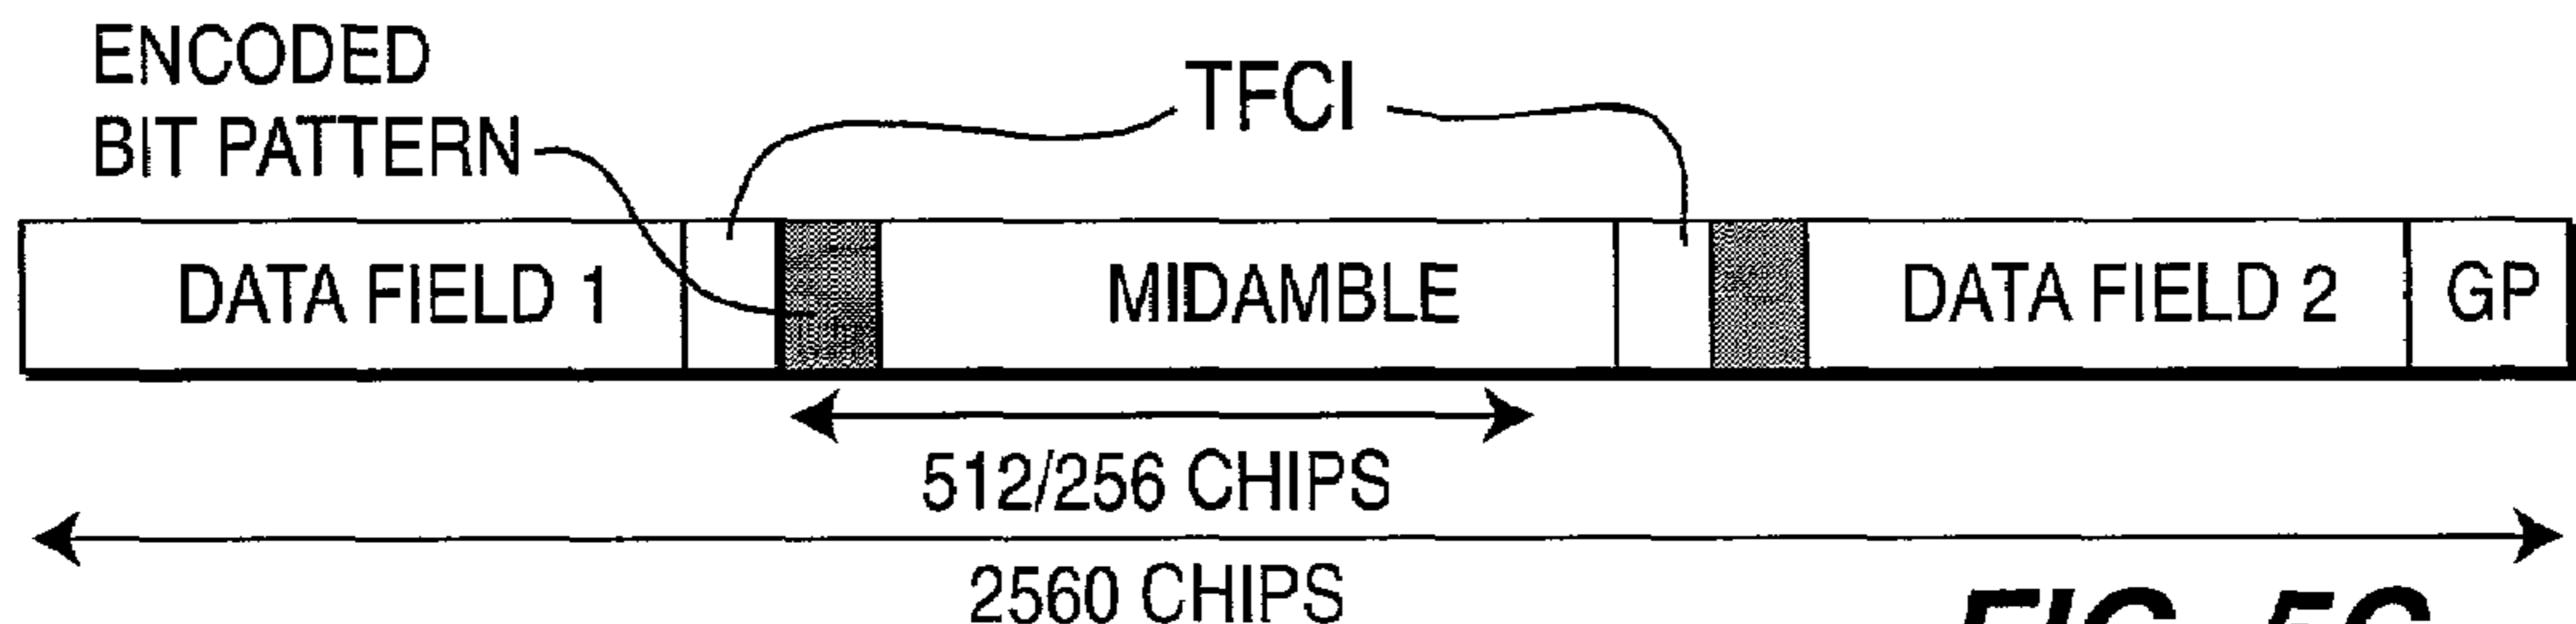 ENCODED
BIT PATTERN
TFCI
DATA FIELD 1
MIDAMBLE
DATA FIELD 2
GP
512/256 CHIPS
2560 CHIPS